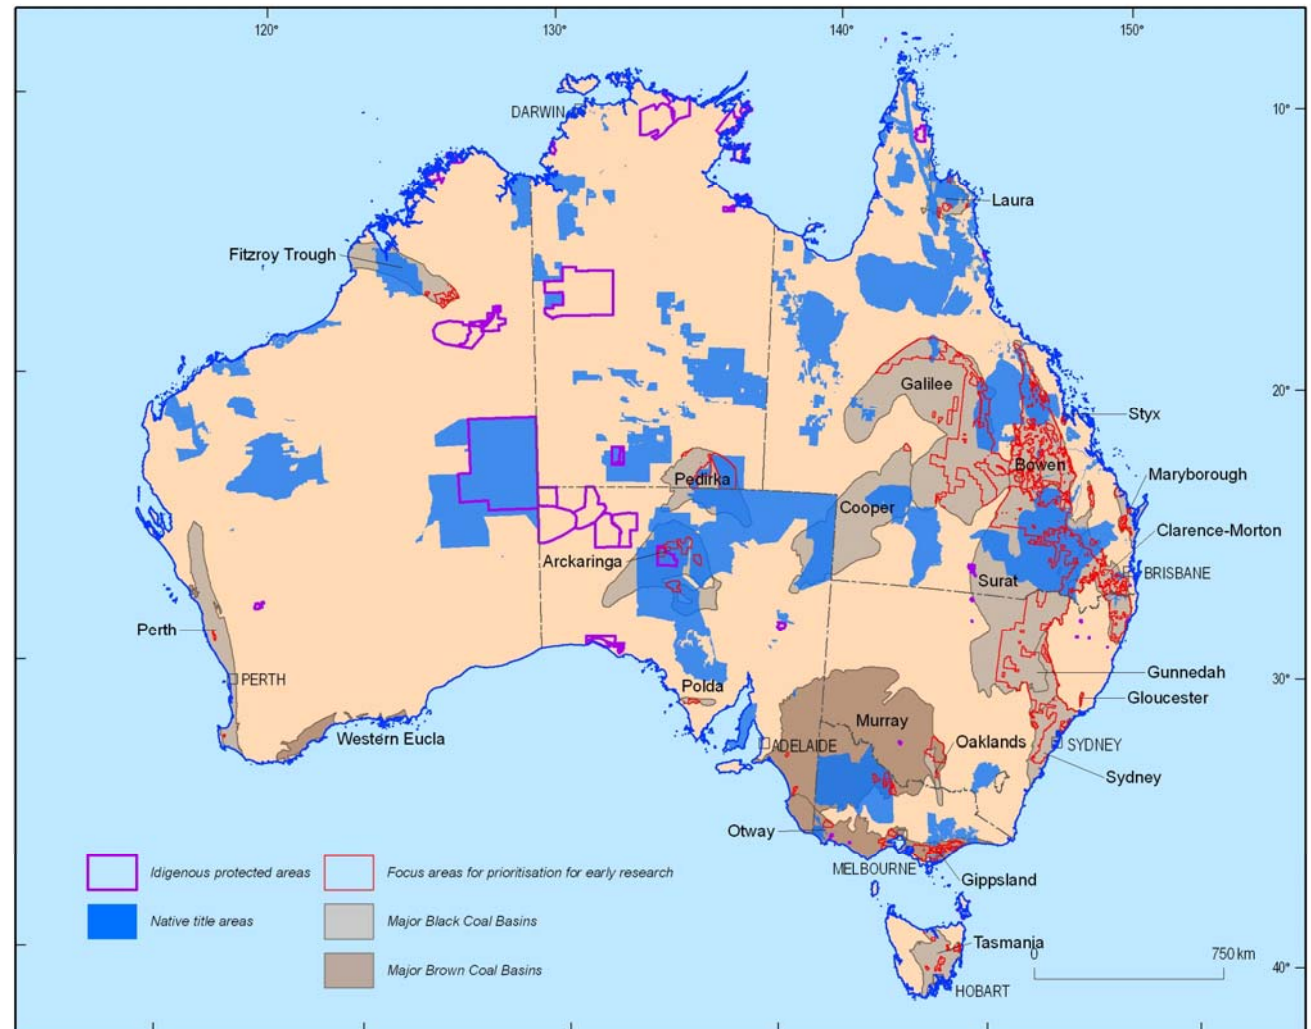 120°
130°
140°
150°
DARWIN
10°
Laura
Fitzroy Trough
Galilee
20°
Styx
Bowen
Pedirka
Maryborough
Cooper
Clarence-Morton
Arckaringa
BRISBANE
Surat
Perth
Gunnedah
PERTH
30°
Polda
Gloucester
Murray
Western Eucla
Oaklands
ADELAIDE
SYDNEY
Sydney
Otway
MELBOURNE
Gippsland
Idigenous protected areas
Focus areas for prioritisation for early research
Native title areas
Major Black Coal Basins
Major Brown Coal Basins
Tasmania
0
750 km
40°
HOBART